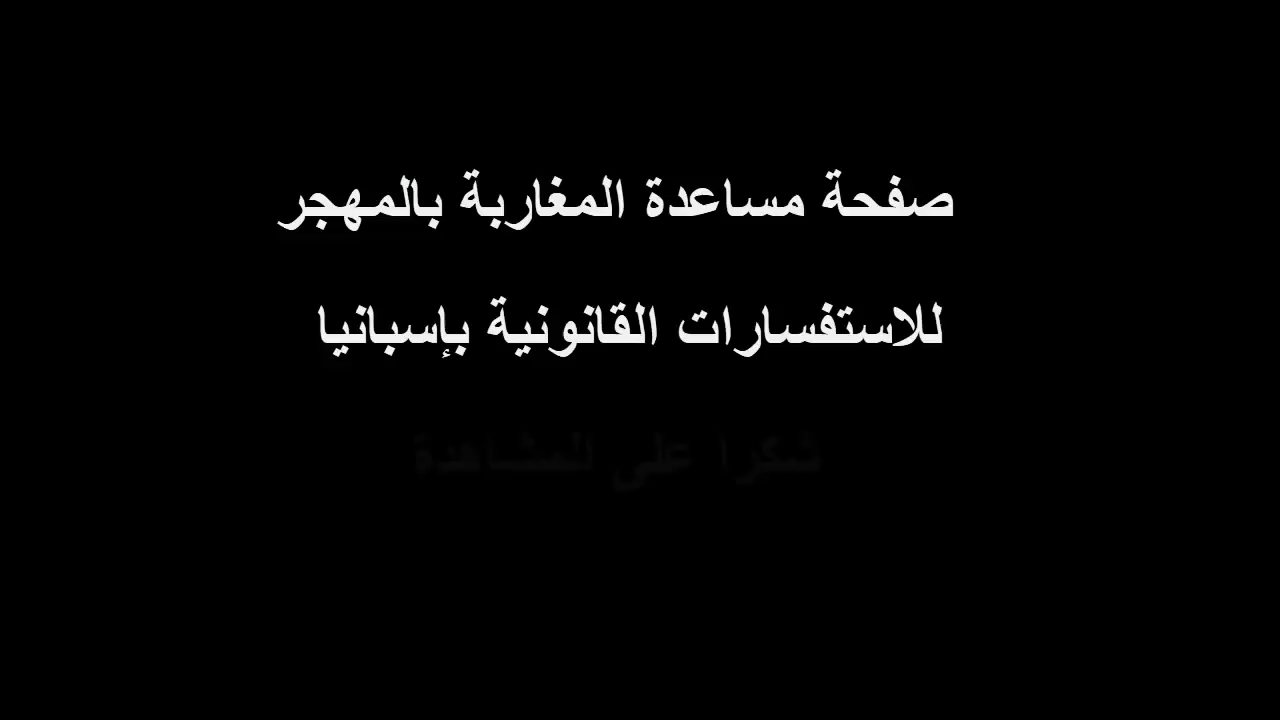 صفحة مساعدة المغاربة بالمهجر
للاستفسارات القانونية بإسبانيا
شكرا على المشاهدة